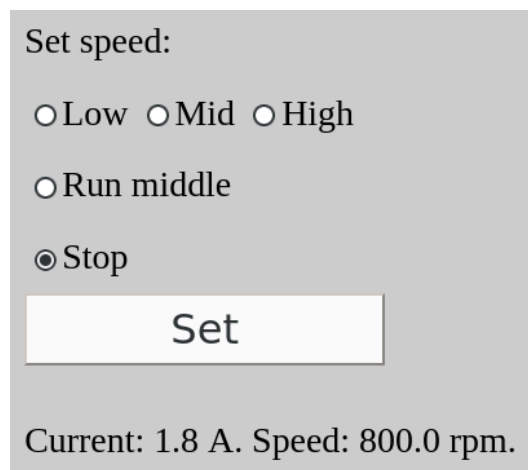 Set speed:
Low Mid High
Run middle
Stop
Set
Current: 1.8 A. Speed: 800.0 rpm.